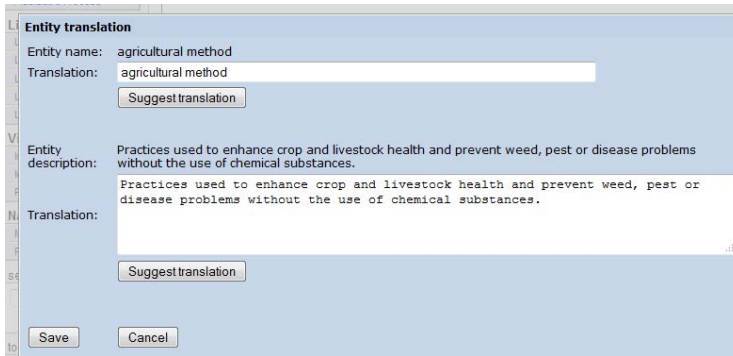 Entity translation
Entity name: agricultural method
Translation: agricultural method
Suggest translation
Entity description: Practices used to enhance crop and livestock health and prevent weed, pest or disease problems
without the use of chemical substances.
Translation: Practices used to enhance crop and livestock health and prevent weed, pest or
disease problems without the use of chemical substances.
Suggest translation
Save Cancel